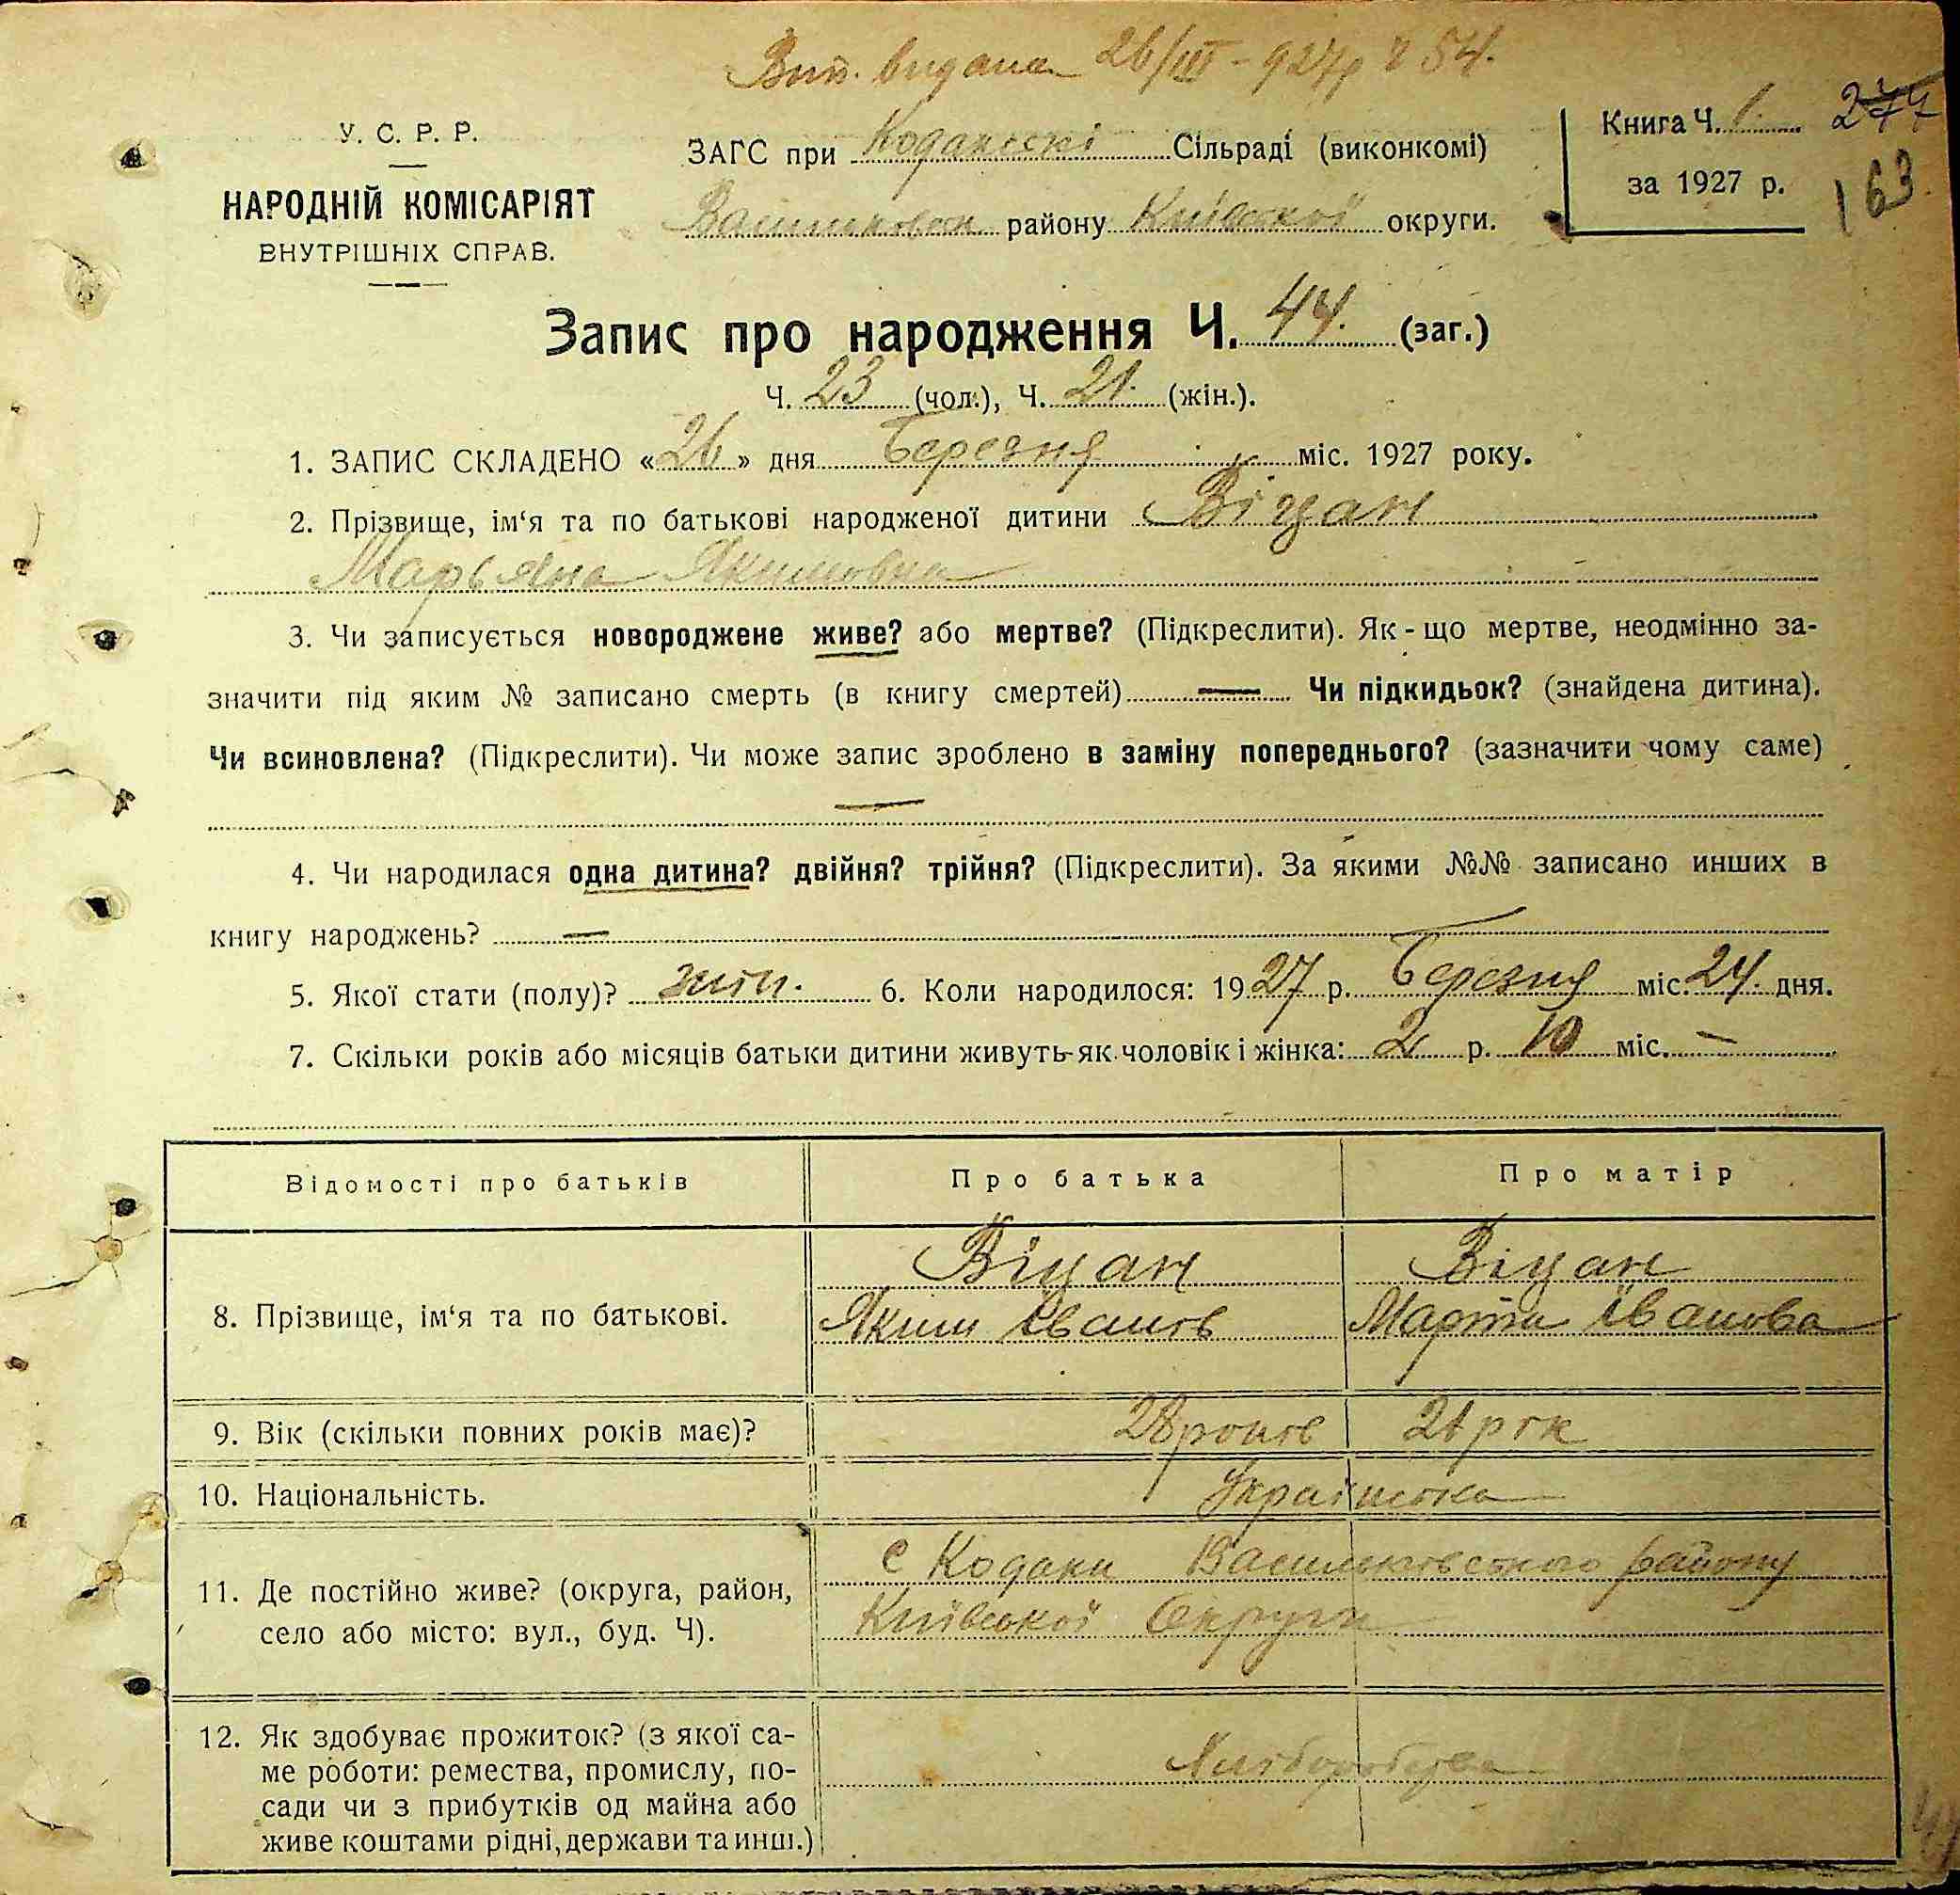 Вип. видана 26/III - 927р ч 54.
У. С. Р. Р.
НАРОДНІЙ КОМІСАРІЯТ
ВНУТРІШНІХ СПРАВ.
ЗАГС при Коданські Сільраді (виконкомі)
району Київської округи.
Книга Ч. 1.
за 1927 р.
274
163
Запис про народження Ч. 44. (заг.)
Ч. 23 (чол.), Ч. 21. (жін.).
1. ЗАПИС СКЛАДЕНО «26» дня Березня міс. 1927 року.
2. Прізвище, ім‘я та по батькові народженої дитини Віцан
Марьяна Якимовна
3. Чи записується новороджене живе? або мертве? (Підкреслити). Як-що мертве, неодмінно за-
значити під яким № записано смерть (в книгу смертей) — Чи підкидьок? (знайдена дитина).
Чи всиновлена? (Підкреслити). Чи може запис зроблено в заміну попереднього? (зазначити чому саме)
—
4. Чи народилася одна дитина? двійня? трійня? (Підкреслити). За якими №№ записано инших в
книгу народжень? —
5. Якої стати (полу)? жін. 6. Коли народилося: 1927 р. Березня міс. 24. дня.
7. Скільки років або місяців батьки дитини живуть як чоловік і жінка: 2 р. 10 міс. —
Відомості про батьків
Про батька
Про матір
8. Прізвище, ім‘я та по батькові.
Віцан
Яким Іванов
Віцан
Марта Іванова
9. Вік (скільки повних років має)?
28 років
21 рік
10. Національність.
Українська
11. Де постійно живе? (округа, район,
село або місто: вул., буд. Ч).
с Кодаки Васильківського району
Київської Округи
12. Як здобуває прожиток? (з якої са-
ме роботи: ремества, промислу, по-
сади чи з прибутків од майна або
живе коштами рідні, держави та инш.)
Хліборобства